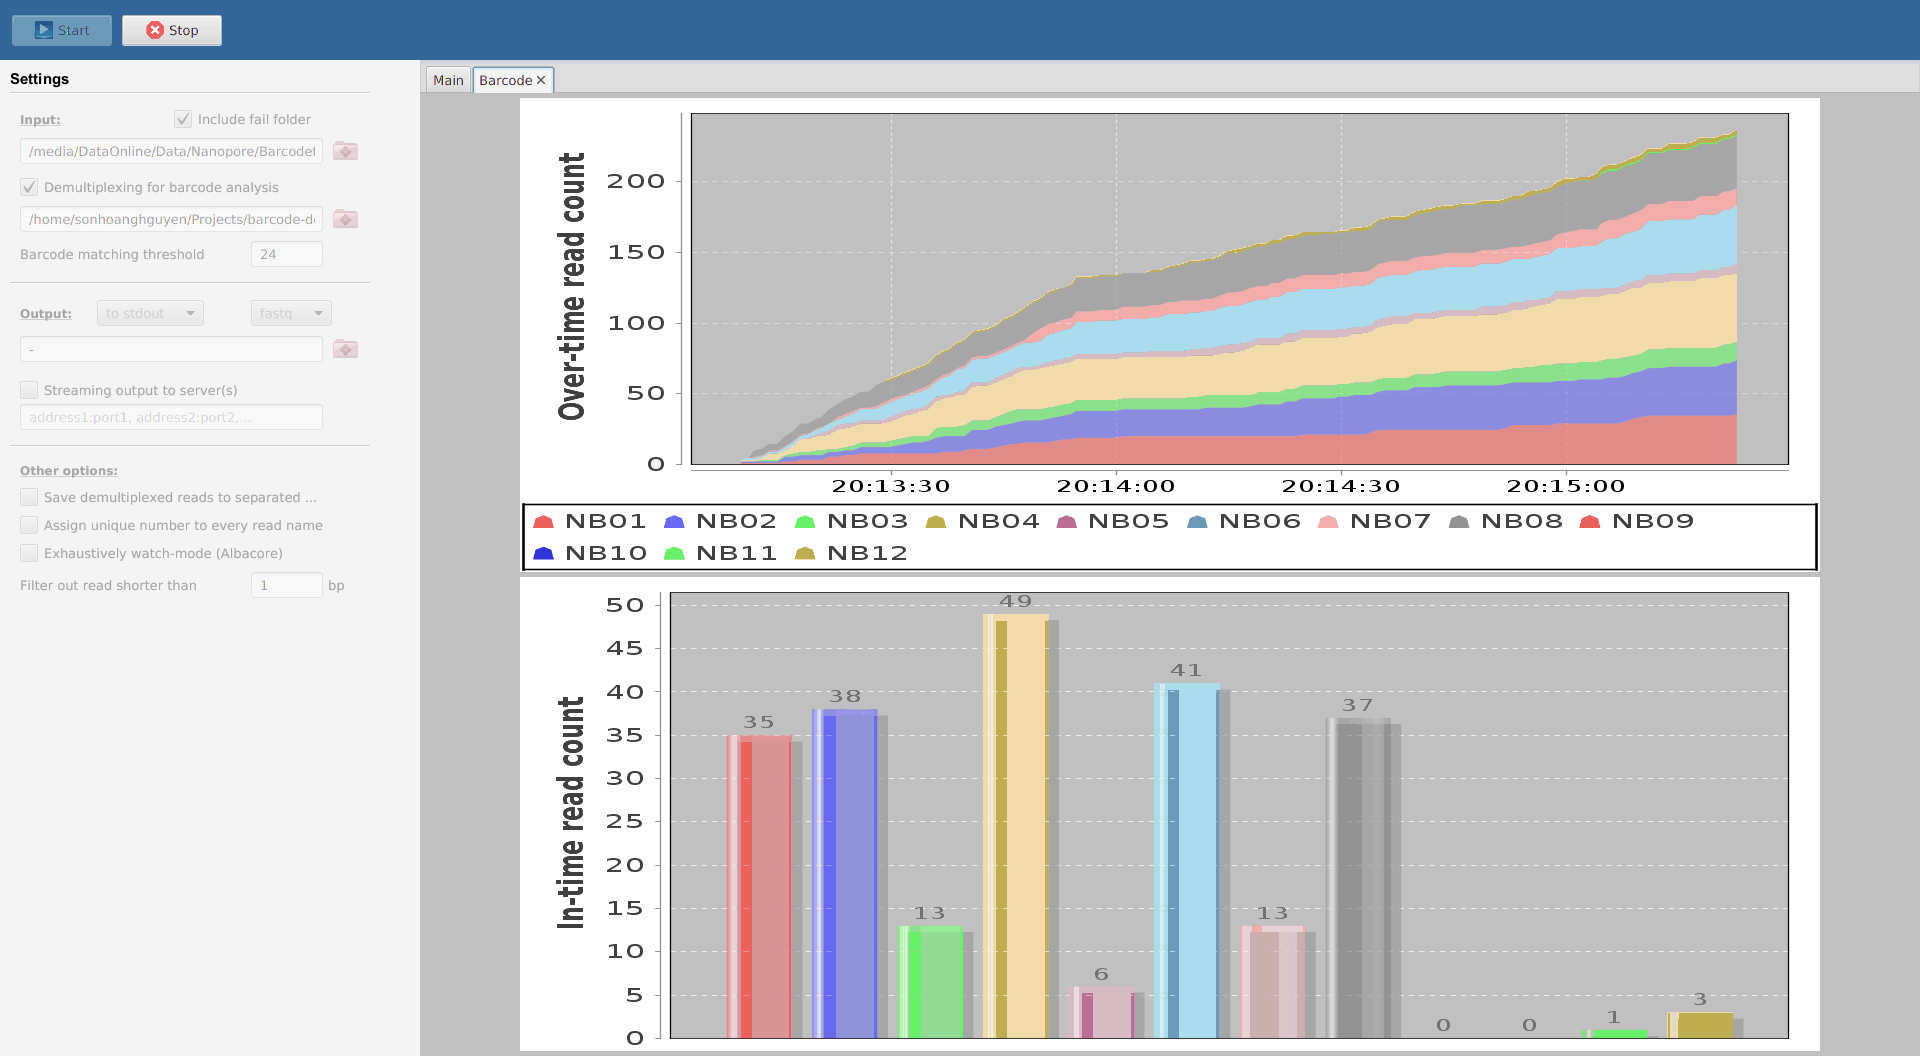 Start Stop
Settings
Input: Include fail folder
/media/DataOnline/Data/Nanopore/Barcode
Demultiplexing for barcode analysis
/home/sonhoanghguyen/Projects/barcode-d
Barcode matching threshold 24
Output: to stdout fastq
-
Streaming output to server(s)
address1:port1, address2:port2,...
Other options:
Save demultiplexed reads to separated ...
Assign unique number to every read name
Exhaustively watch-mode (Albacore)
Filter out read shorter than 1 bp
Main Barcode ✕
Over-time read count
200
150
100
50
0
20:13:30 20:14:00 20:14:30 20:15:00
NB01 NB02 NB03 NB04 NB05 NB06 NB07 NB08 NB09
NB10 NB11 NB12
In-time read count
50
45
40
35
30
25
20
15
10
5
0
35 38 13 49 6 41 13 37 0 0 1 3